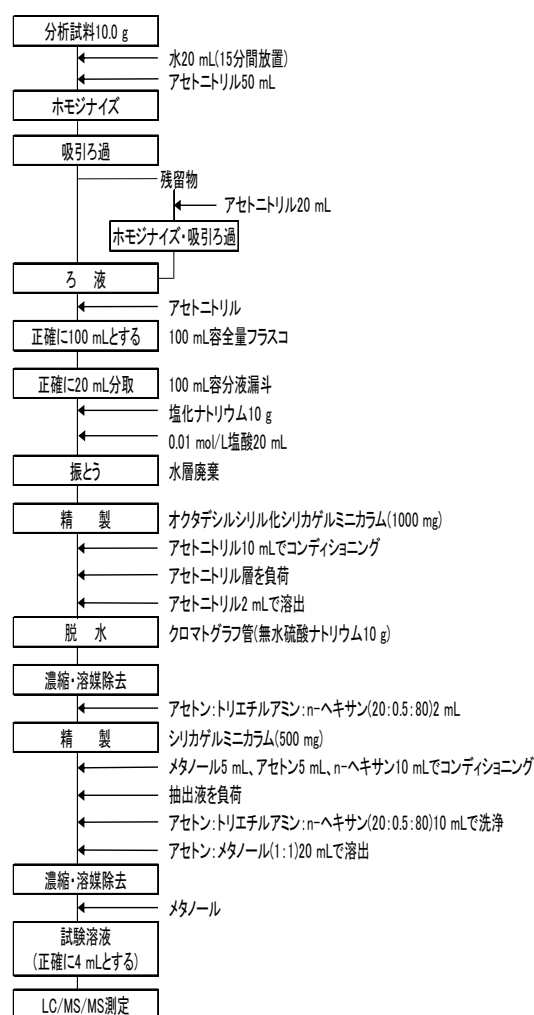 分析試料10.0 g
水20 mL(15分間放置)
アセトニトリル50 mL
ホモジナイズ
吸引ろ過
残留物
アセトニトリル20 mL
ホモジナイズ・吸引ろ過
ろ 液
アセトニトリル
正確に100 mLとする 100 mL容全量フラスコ
正確に20 mL分取 100 mL容分液漏斗
塩化ナトリウム10 g
0.01 mol/L塩酸20 mL
振とう 水層廃棄
精 製 オクタデシルシリル化シリカゲルミニカラム(1000 mg)
アセトニトリル10 mLでコンディショニング
アセトニトリル層を負荷
アセトニトリル2 mLで溶出
脱 水 クロマトグラフ管(無水硫酸ナトリウム10 g)
濃縮・溶媒除去
アセトン:トリエチルアミン:n-ヘキサン(20:0.5:80)2 mL
精 製 シリカゲルミニカラム(500 mg)
メタノール5 mL、アセトン5 mL、n-ヘキサン10 mLでコンディショニング
抽出液を負荷
アセトン:トリエチルアミン:n-ヘキサン(20:0.5:80)10 mLで洗浄
アセトン:メタノール(1:1)20 mLで溶出
濃縮・溶媒除去
メタノール
試験溶液
(正確に4 mLとする)
LC/MS/MS測定